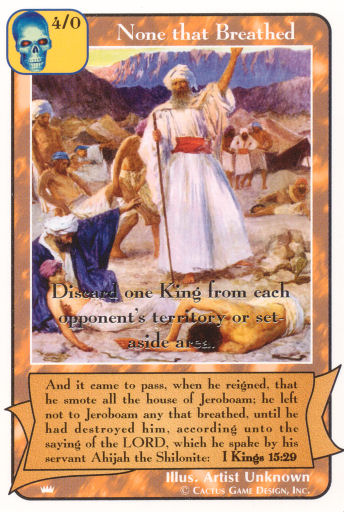 4/0
None that Breathed
Discard one King from each
opponent's territory or set-
aside area.
And it came to pass, when he reigned, that
he smote all the house of Jeroboam; he left
not to Jeroboam any that breathed, until he
had destroyed him, according unto the
saying of the LORD, which he spake by his
servant Ahijah the Shilonite: I Kings 15:29
Illus. Artist Unknown
© Cactus Game Design, Inc.